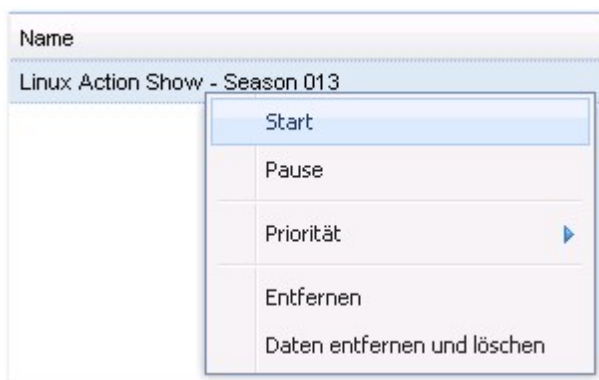 Name
Linux Action Show - Season 013
Start
Pause
Priorität
Entfernen
Daten entfernen und löschen